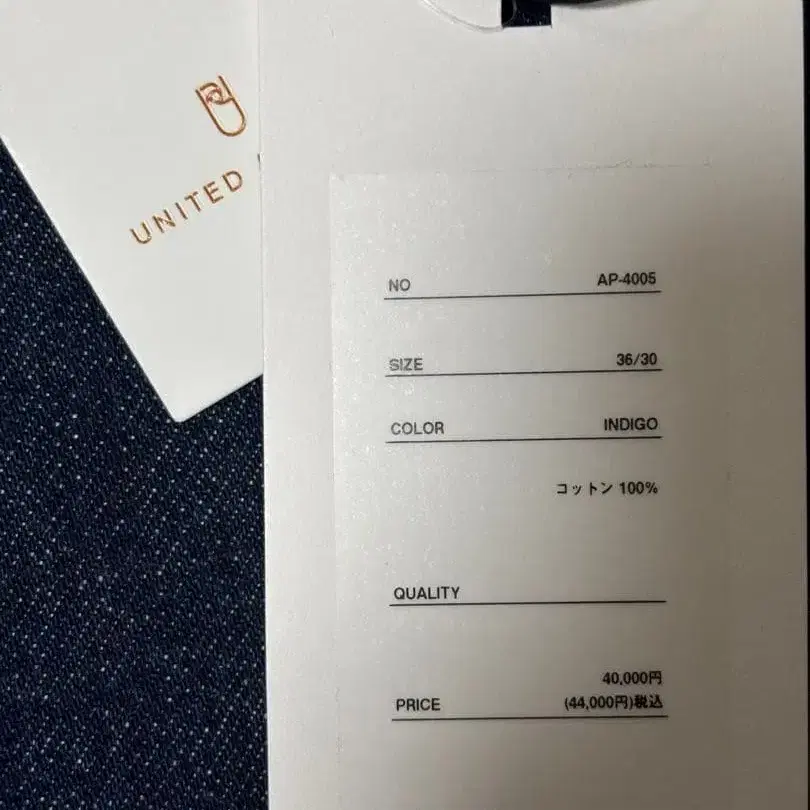 UNITED
NO AP-4005
SIZE 36/30
COLOR INDIGO
コットン 100%
QUALITY
40,000円
PRICE (44,000円)税込